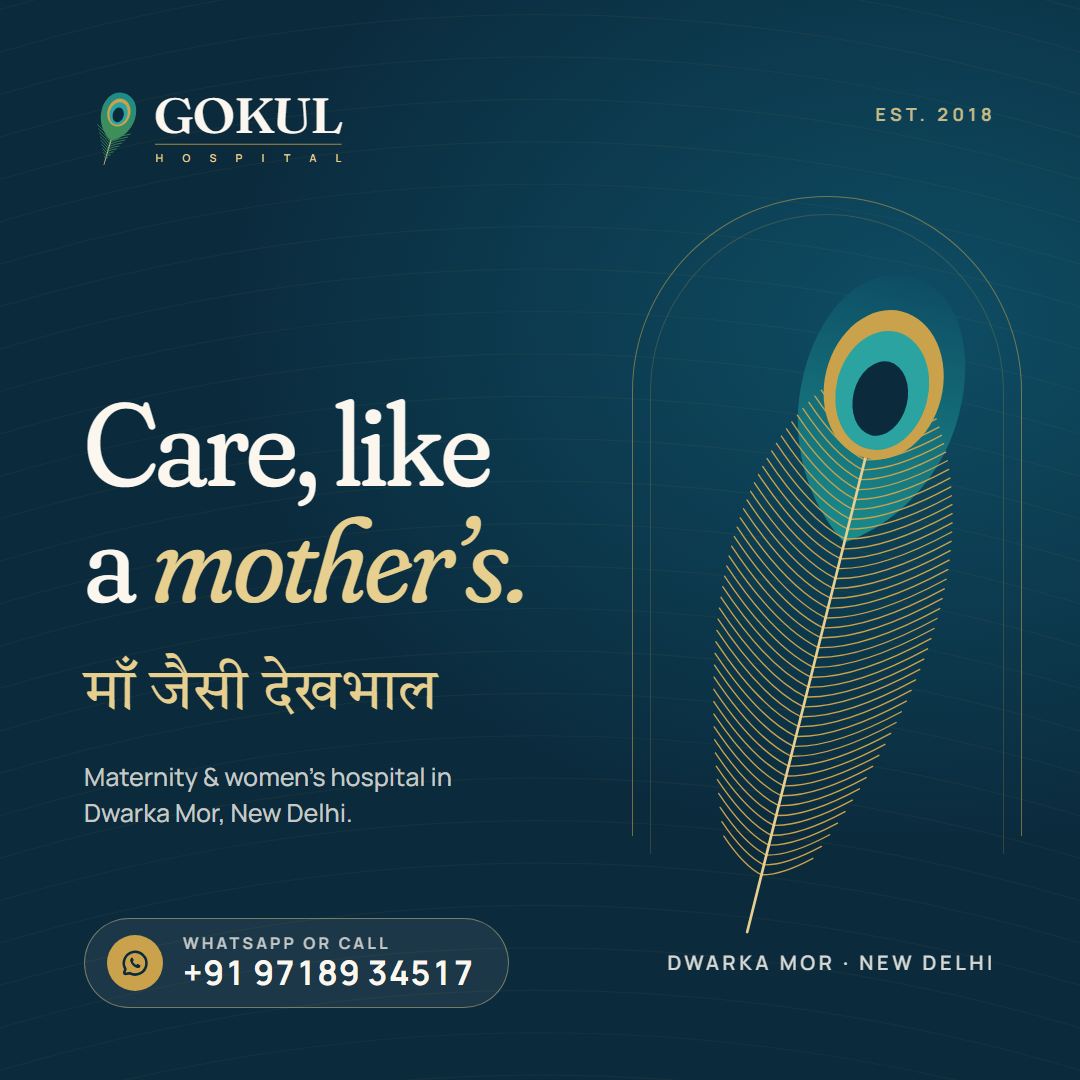 GOKUL
HOSPITAL
EST. 2018
Care, like
a mother’s.
माँ जैसी देखभाल
Maternity & women’s hospital in
Dwarka Mor, New Delhi.
WHATSAPP OR CALL
+91 97189 34517
DWARKA MOR · NEW DELHI